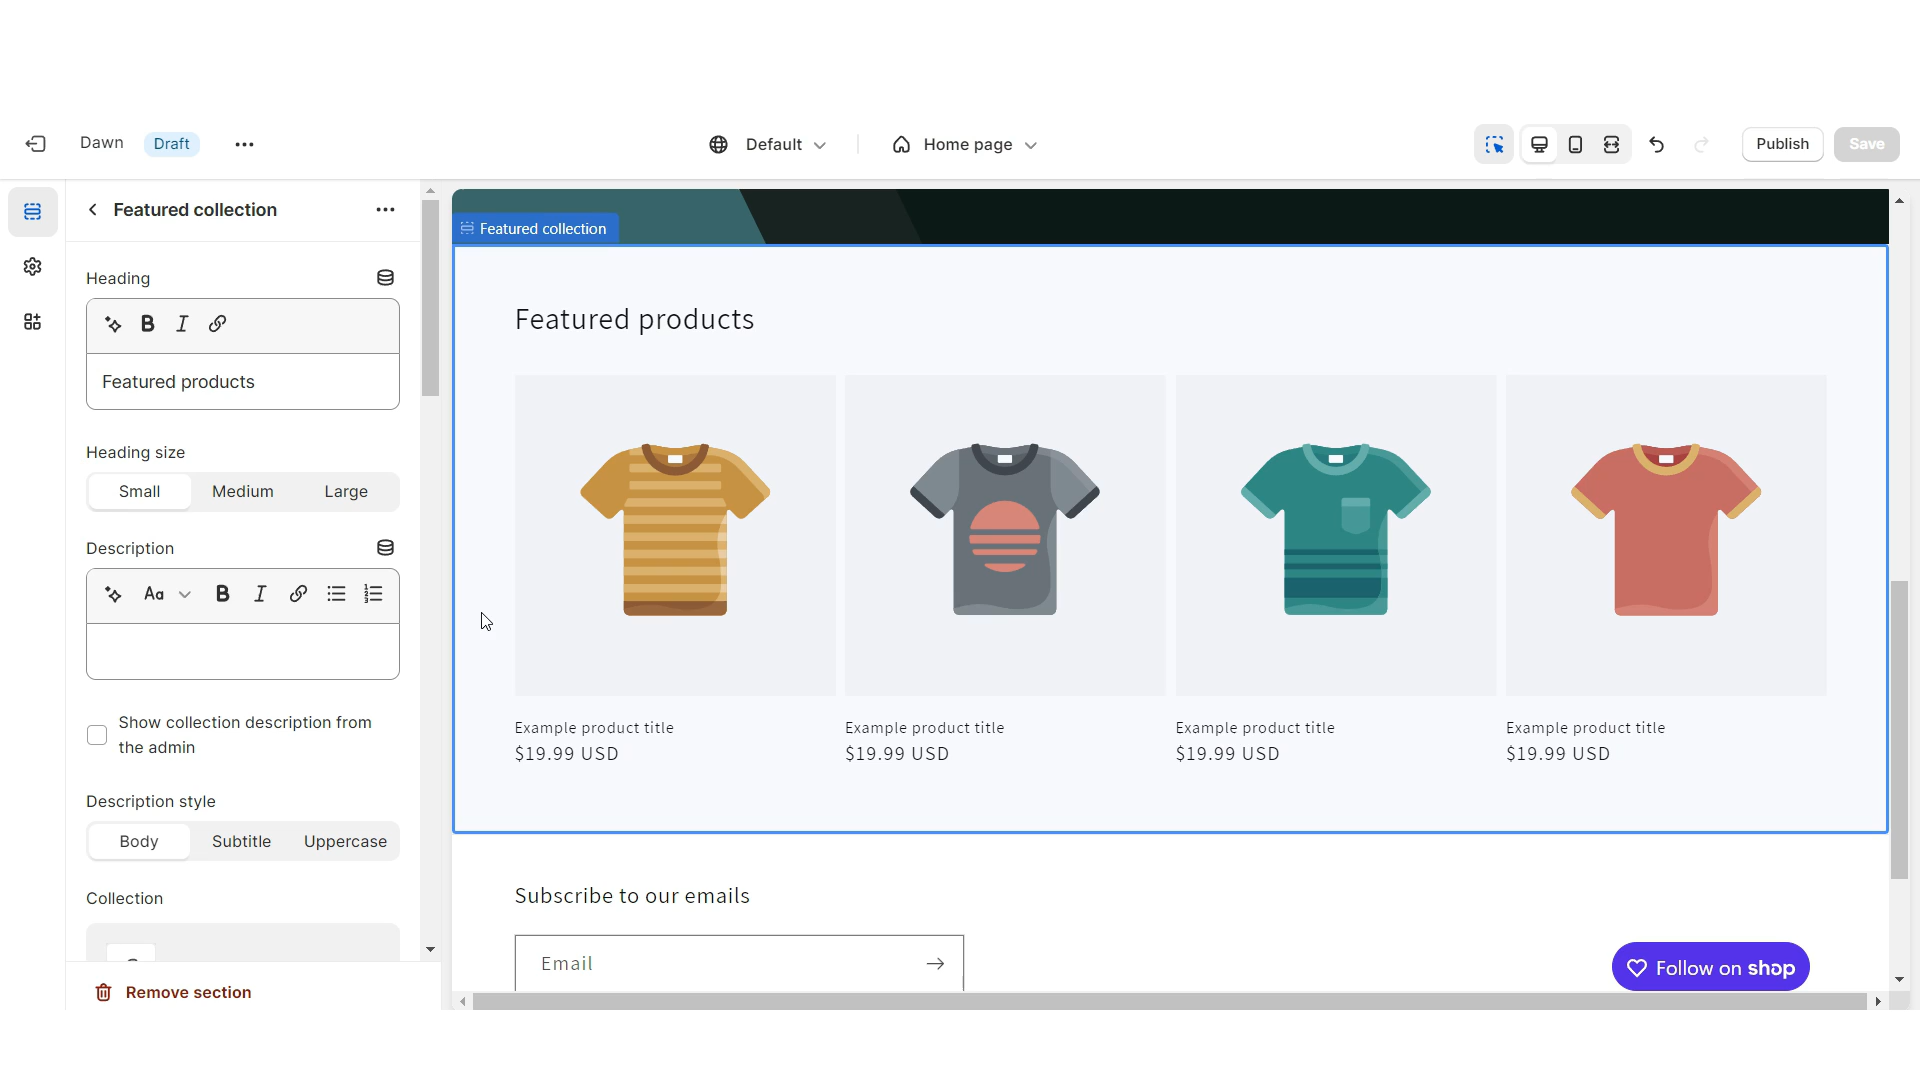 Dawn
Draft
Default
Home page
Publish
Save
Featured collection
Heading
Featured products
Heading size
Small
Medium
Large
Description
Aa
Show collection description from
the admin
Description style
Body
Subtitle
Uppercase
Collection
Remove section
Featured collection
Featured products
Example product title
$19.99 USD
Example product title
$19.99 USD
Example product title
$19.99 USD
Example product title
$19.99 USD
Subscribe to our emails
Email
Follow on shop